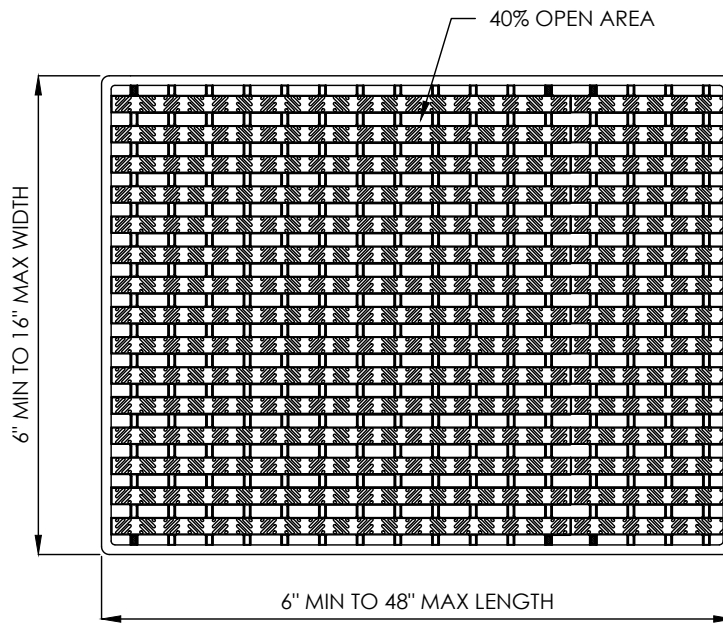 40% OPEN AREA
6" MIN TO 16" MAX WIDTH
6" MIN TO 48" MAX LENGTH